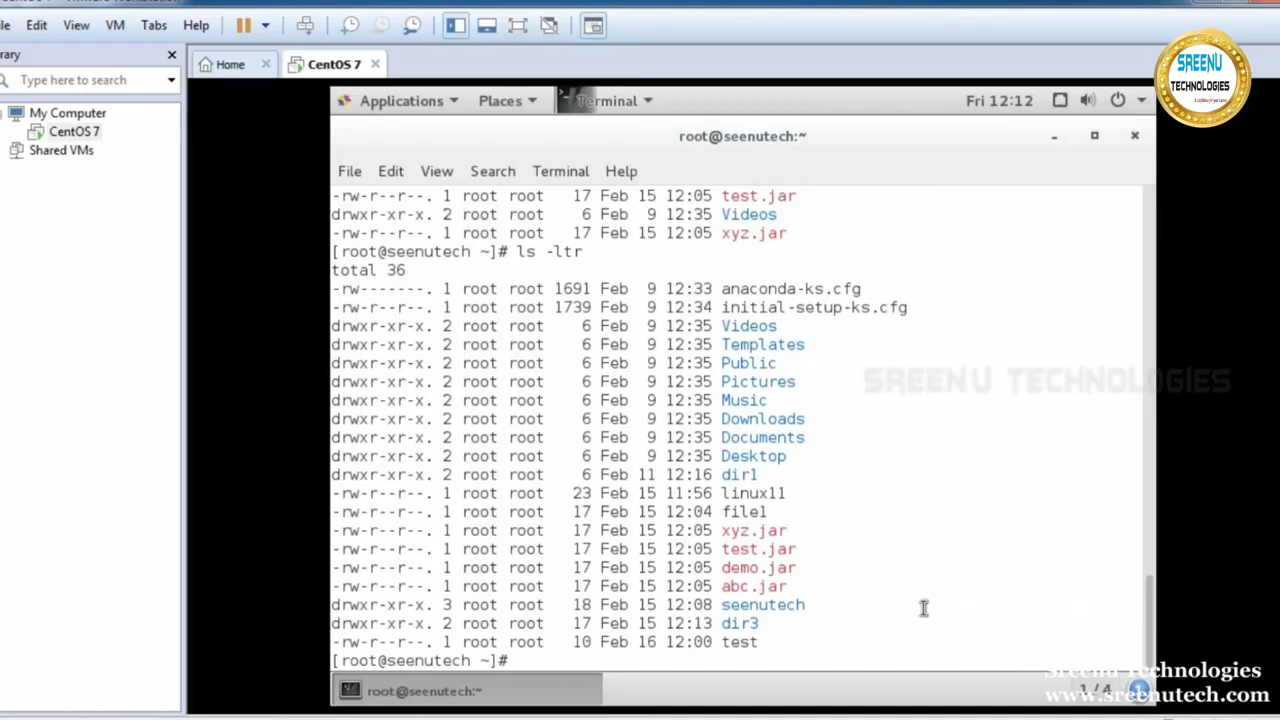 File Edit View VM Tabs Help
Library
Home
CentOS 7
Type here to search
My Computer
CentOS 7
Shared VMs
Applications Places Terminal Fri 12:12
root@seenutech:~
File Edit View Search Terminal Help
-rw-r--r--. 1 root root 17 Feb 15 12:05 test.jar
drwxr-xr-x. 2 root root 6 Feb 9 12:35 Videos
-rw-r--r--. 1 root root 17 Feb 15 12:05 xyz.jar
[root@seenutech ~]# ls -ltr
total 36
-rw-------. 1 root root 1691 Feb 9 12:33 anaconda-ks.cfg
-rw-r--r--. 1 root root 1739 Feb 9 12:34 initial-setup-ks.cfg
drwxr-xr-x. 2 root root 6 Feb 9 12:35 Videos
drwxr-xr-x. 2 root root 6 Feb 9 12:35 Templates
drwxr-xr-x. 2 root root 6 Feb 9 12:35 Public
drwxr-xr-x. 2 root root 6 Feb 9 12:35 Pictures
drwxr-xr-x. 2 root root 6 Feb 9 12:35 Music
drwxr-xr-x. 2 root root 6 Feb 9 12:35 Downloads
drwxr-xr-x. 2 root root 6 Feb 9 12:35 Documents
drwxr-xr-x. 2 root root 6 Feb 9 12:35 Desktop
drwxr-xr-x. 2 root root 6 Feb 11 12:16 dir1
-rw-r--r--. 1 root root 23 Feb 15 11:56 linux11
-rw-r--r--. 1 root root 17 Feb 15 12:04 file1
-rw-r--r--. 1 root root 17 Feb 15 12:05 xyz.jar
-rw-r--r--. 1 root root 17 Feb 15 12:05 test.jar
-rw-r--r--. 1 root root 17 Feb 15 12:05 demo.jar
-rw-r--r--. 1 root root 17 Feb 15 12:05 abc.jar
drwxr-xr-x. 3 root root 18 Feb 15 12:08 seenutech
drwxr-xr-x. 2 root root 17 Feb 15 12:13 dir3
-rw-r--r--. 1 root root 10 Feb 16 12:00 test
[root@seenutech ~]#
root@seenutech:~
1 / 4
SREENU
TECHNOLOGIES
SREENU TECHNOLOGIES
Sreenu Technologies
www.sreenutech.com